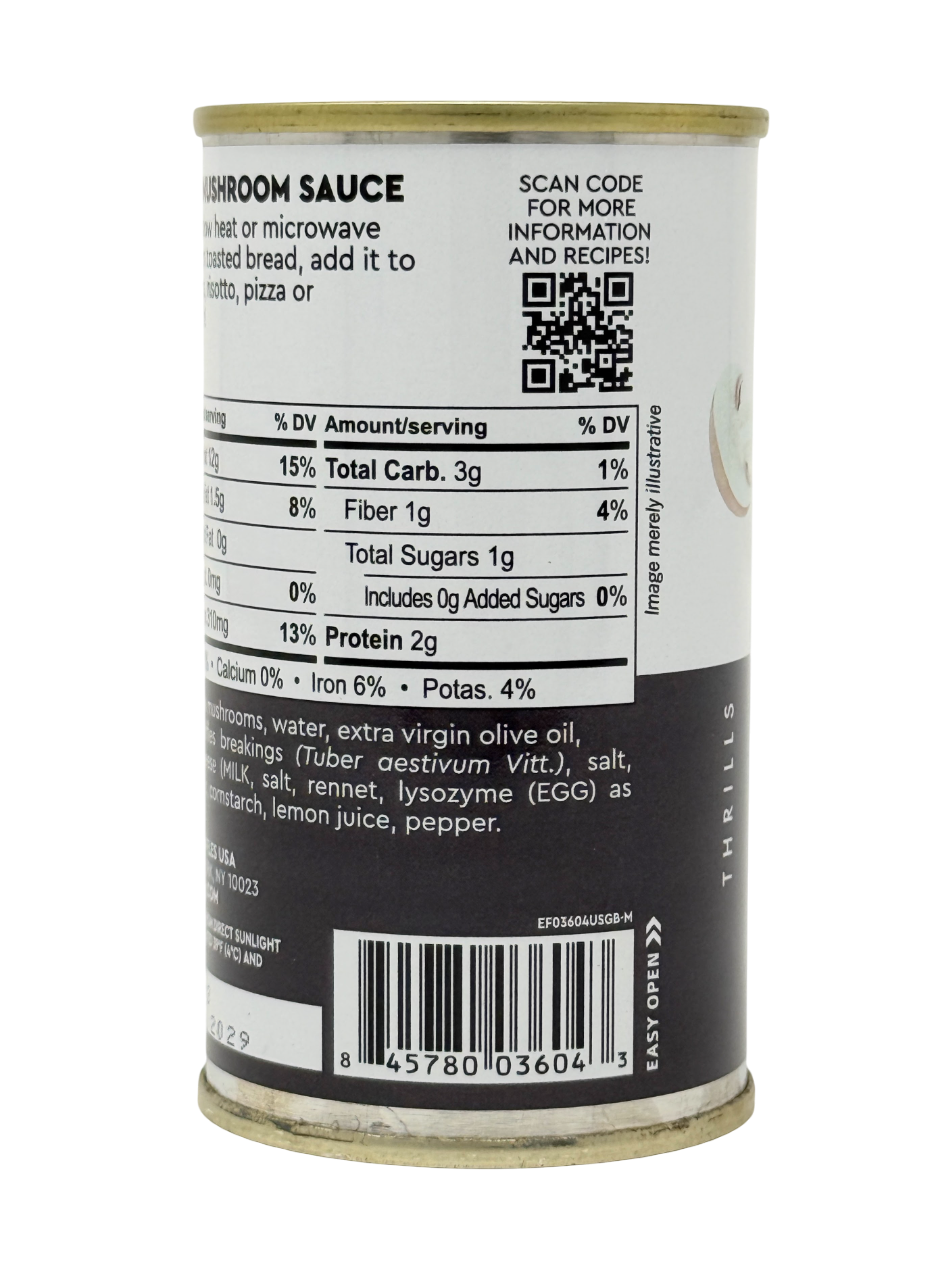 MUSHROOM SAUCE
heat or microwave
toasted bread, add it to
risotto, pizza or
SCAN CODE
FOR MORE
INFORMATION
AND RECIPES!
% DV Amount/serving % DV
12g 15% Total Carb. 3g 1%
1.5g 8% Fiber 1g 4%
Fat 0g Total Sugars 1g
0mg 0% Includes 0g Added Sugars 0%
310mg 13% Protein 2g
• Calcium 0% • Iron 6% • Potas. 4%
Image merely illustrative
mushrooms, water, extra virgin olive oil,
breakings (Tuber aestivum Vitt.), salt,
(MILK, salt, rennet, lysozyme (EGG) as
cornstarch, lemon juice, pepper.
USA
NY 10023
DIRECT SUNLIGHT
(4°C) AND
2029
EF03604USGB-M
8 45780 03604 3
EASY OPEN
THRILLS